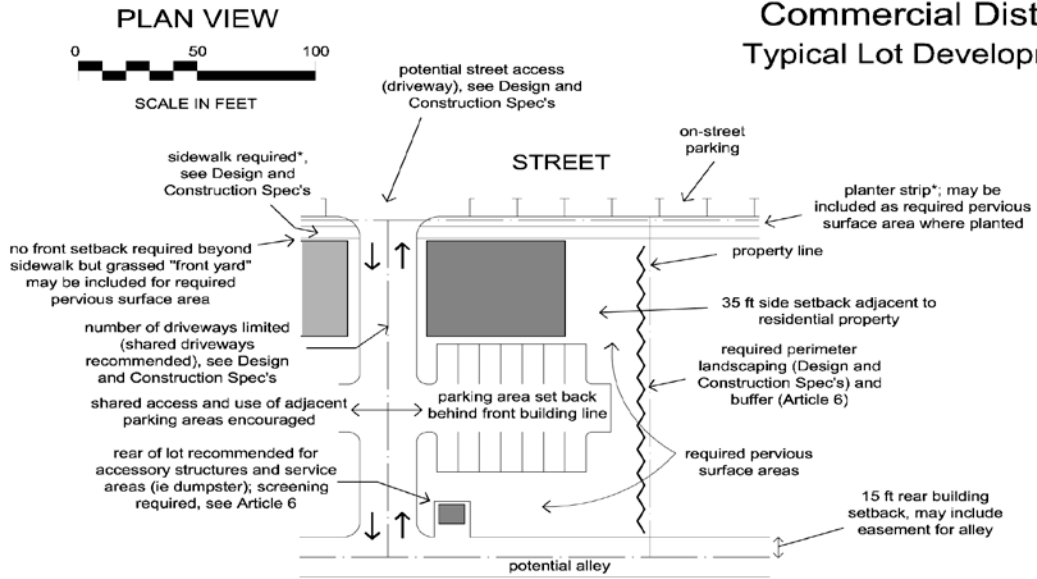 PLAN VIEW
0 50 100
SCALE IN FEET
Commercial Dist
Typical Lot Develop
potential street access
(driveway), see Design and
Construction Spec's
on-street
parking
STREET
sidewalk required*,
see Design and
Construction Spec's
planter strip*; may be
included as required pervious
surface area where planted
no front setback required beyond
sidewalk but grassed "front yard"
may be included for required
pervious surface area
property line
35 ft side setback adjacent to
residential property
number of driveways limited
(shared driveways
recommended), see Design
and Construction Spec's
required perimeter
landscaping (Design and
Construction Spec's) and
buffer (Article 6)
shared access and use of adjacent
parking areas encouraged
parking area set back
behind front building line
rear of lot recommended for
accessory structures and service
areas (ie dumpster); screening
required, see Article 6
required pervious
surface areas
15 ft rear building
setback, may include
easement for alley
potential alley